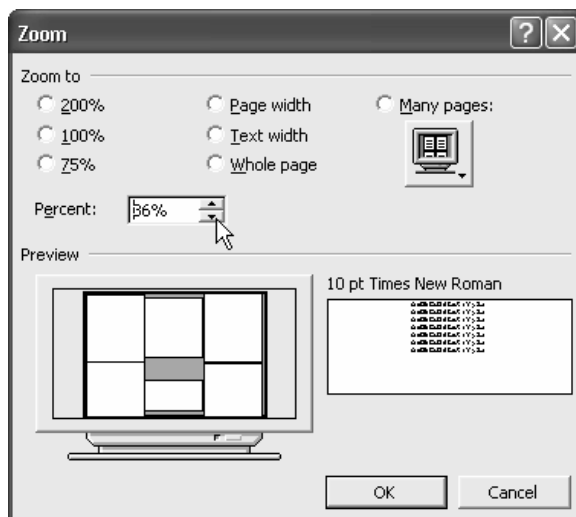 Zoom
Zoom to
200%
Page width
Many pages:
100%
Text width
75%
Whole page
Percent:
36%
Preview
10 pt Times New Roman
OK
Cancel